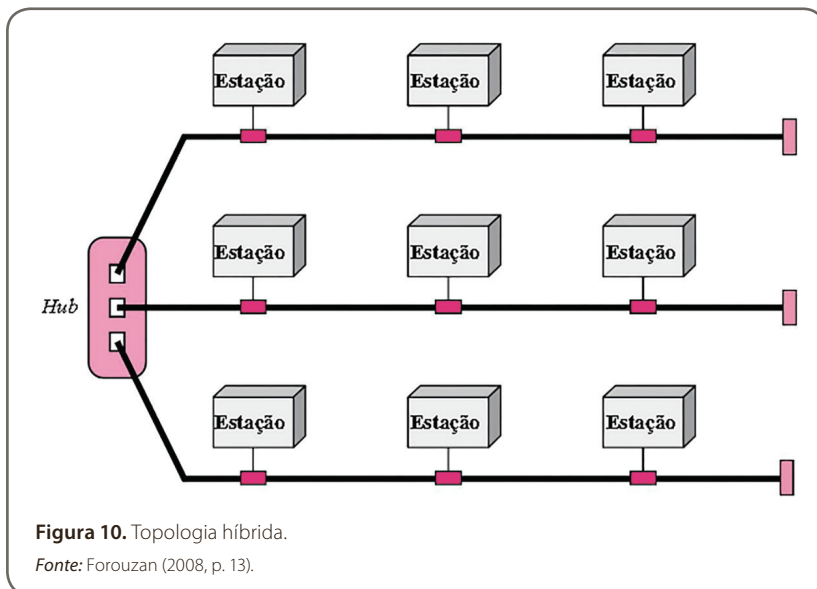 Estação Estação Estação
Estação Estação Estação
Hub
Estação Estação Estação
Figura 10. Topologia híbrida.
Fonte: Forouzan (2008, p. 13).